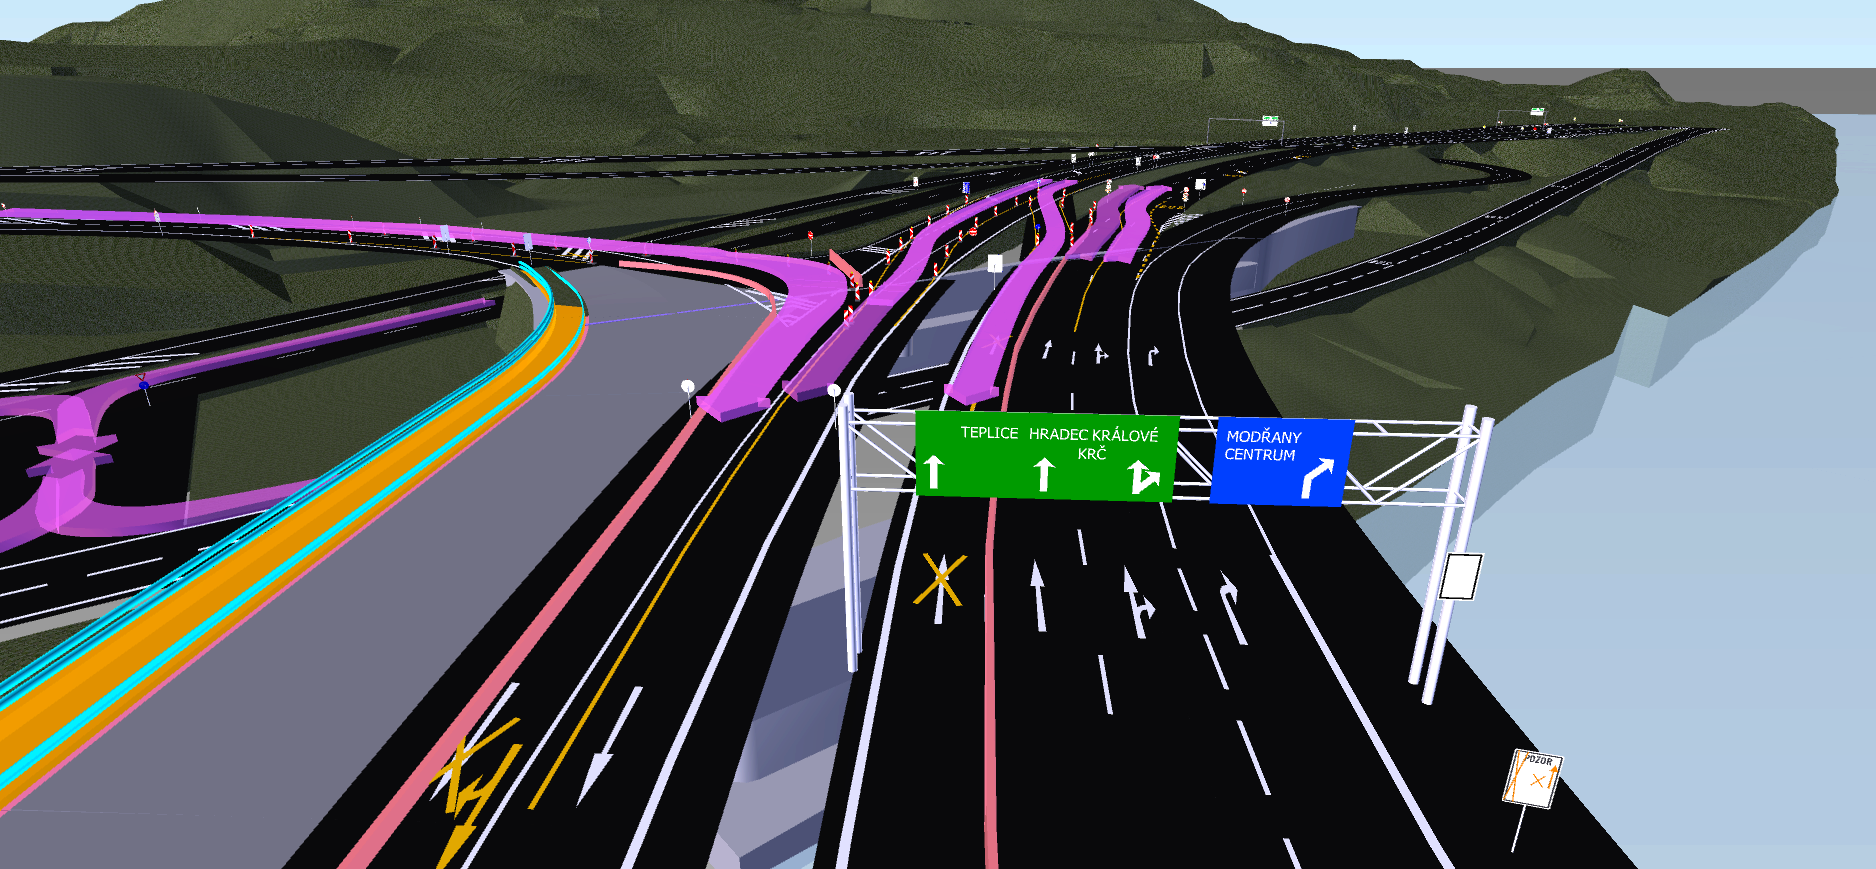 TEPLICE HRADEC KRÁLOVÉ
KRČ
MODŘANY
CENTRUM
POZOR